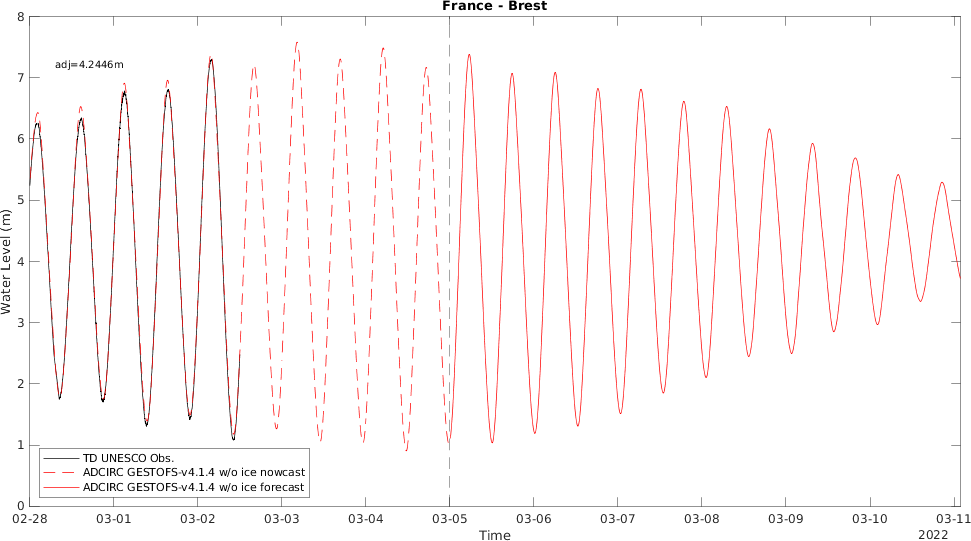 France - Brest
adj=4.2446m
Water Level (m)
8
7
6
5
4
3
2
1
0
TD UNESCO Obs.
ADCIRC GESTOFS-v4.1.4 w/o ice nowcast
ADCIRC GESTOFS-v4.1.4 w/o ice forecast
02-28 03-01 03-02 03-03 03-04 03-05 03-06 03-07 03-08 03-09 03-10 03-11
Time
2022